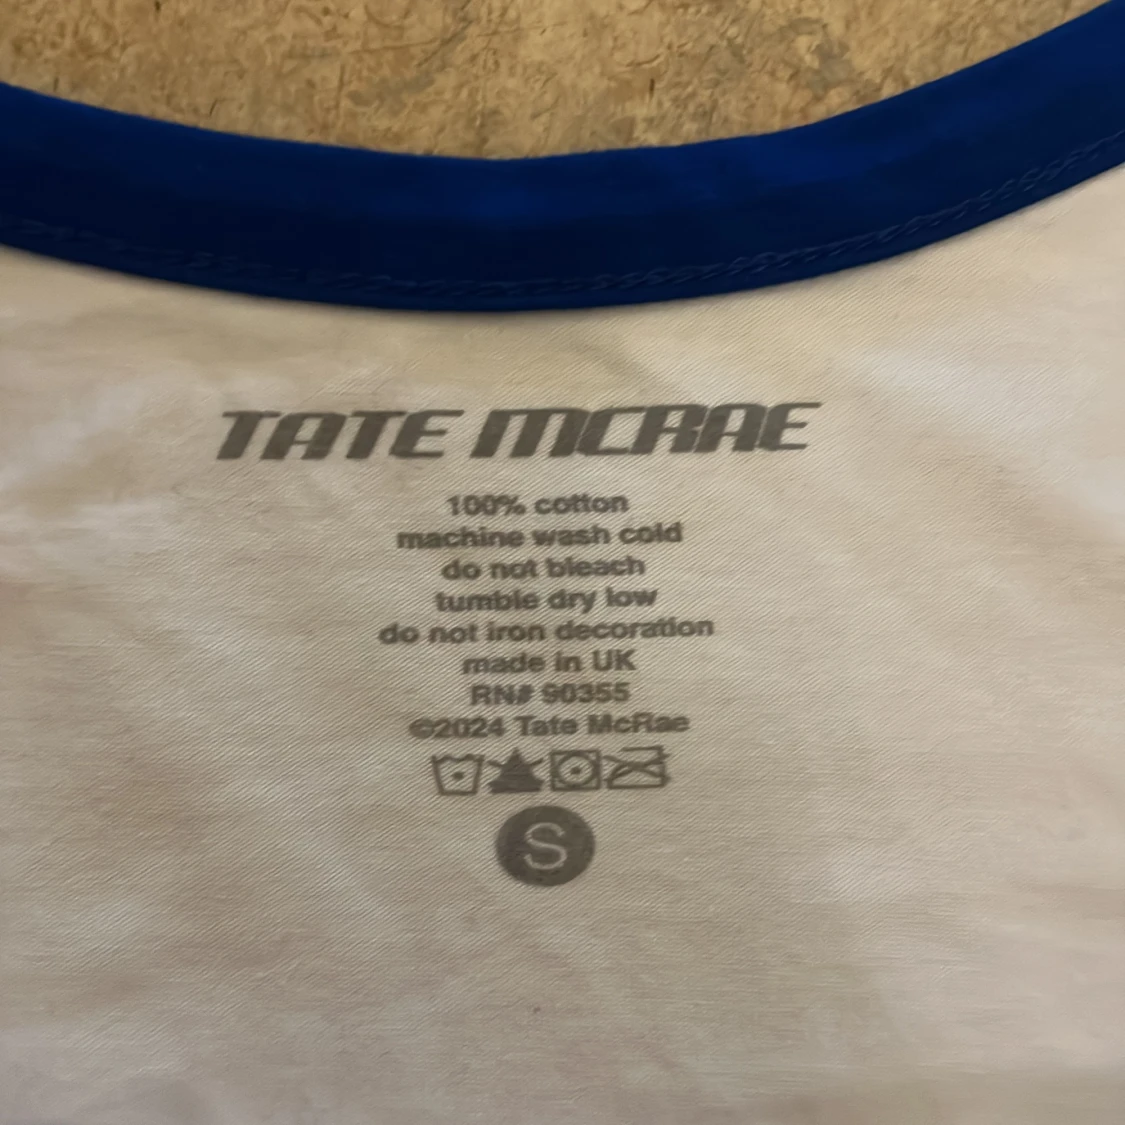 TATE MCRAE
100% cotton
machine wash cold
do not bleach
tumble dry low
do not iron decoration
made in UK
RN# 90355
©2024 Tate McRae
S